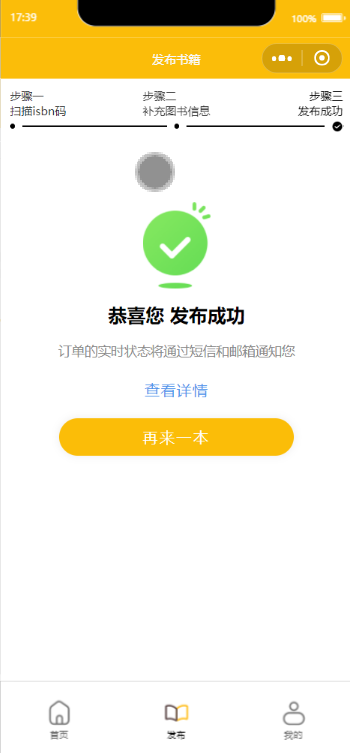 17:39
100%
发布书籍
步骤一
扫描isbn码
步骤二
补充图书信息
步骤三
发布成功
恭喜您 发布成功
订单的实时状态将通过短信和邮箱通知您
查看详情
再来一本
首页
发布
我的